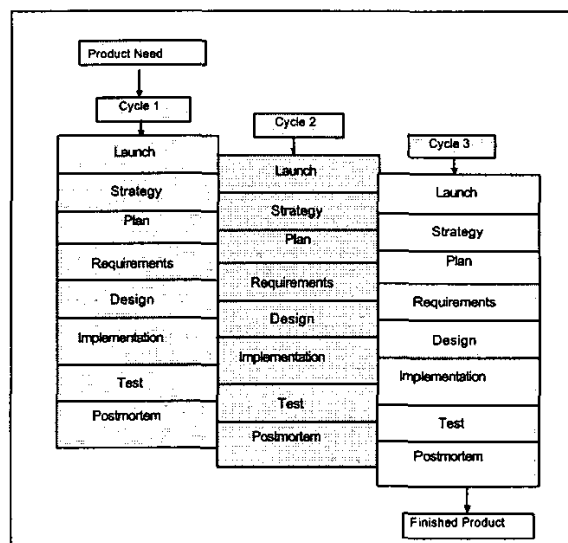 Product Need
Cycle 1
Launch
Strategy
Plan
Requirements
Design
Implementation
Test
Postmortem
Cycle 2
Launch
Strategy
Plan
Requirements
Design
Implementation
Test
Postmortem
Cycle 3
Launch
Strategy
Plan
Requirements
Design
Implementation
Test
Postmortem
Finished Product